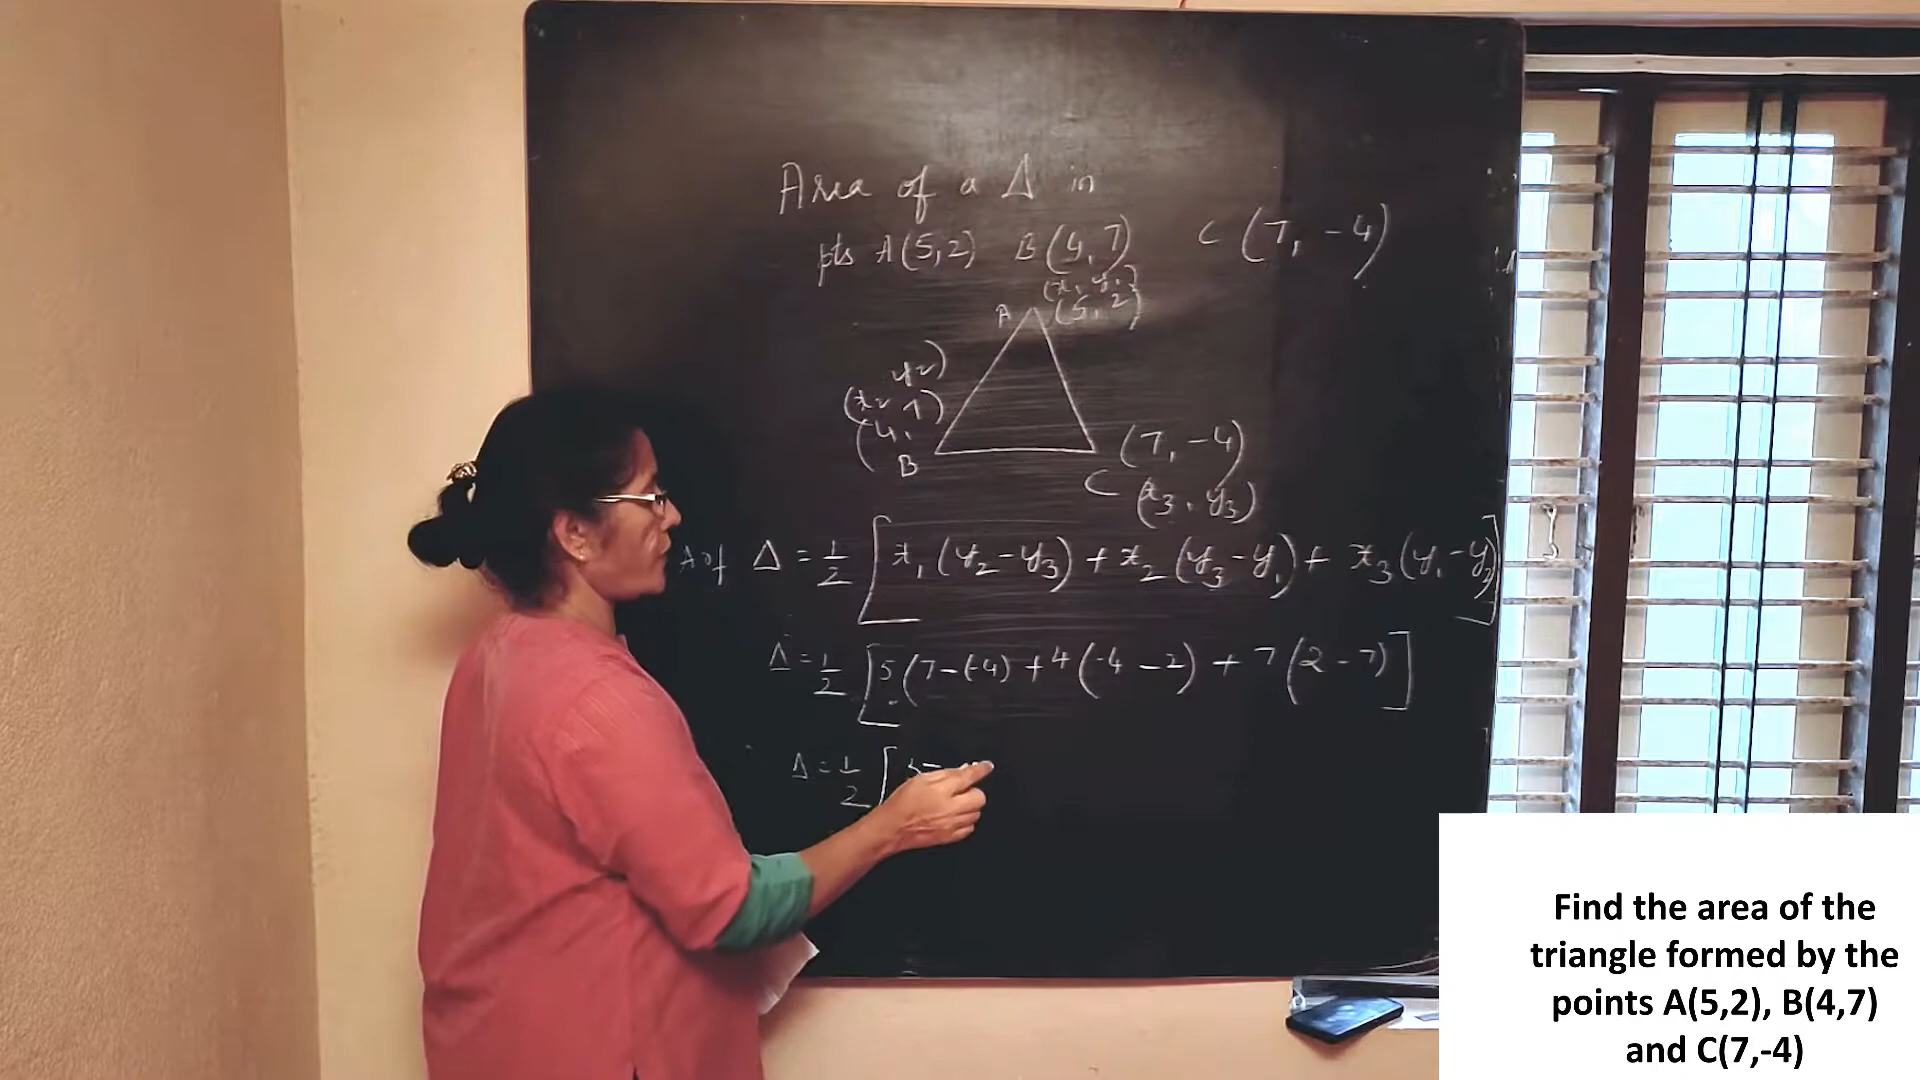 Area of a Δ in
pts A(5,2) B(4,7) C (7, -4)
(x₁, y₁)
A (5, 2)
y₂)
(x₂ 7)
(4,
B
(7, -4)
C (x₃, y₃)
A of Δ = 1/2 [x₁(y₂-y₃) + x₂(y₃-y₁) + x₃(y₁-y₂)]
Δ = 1/2 [5(7-(-4) + 4(-4-2) + 7(2-7)]
Δ = 1/2 [
Find the area of the
triangle formed by the
points A(5,2), B(4,7)
and C(7,-4)